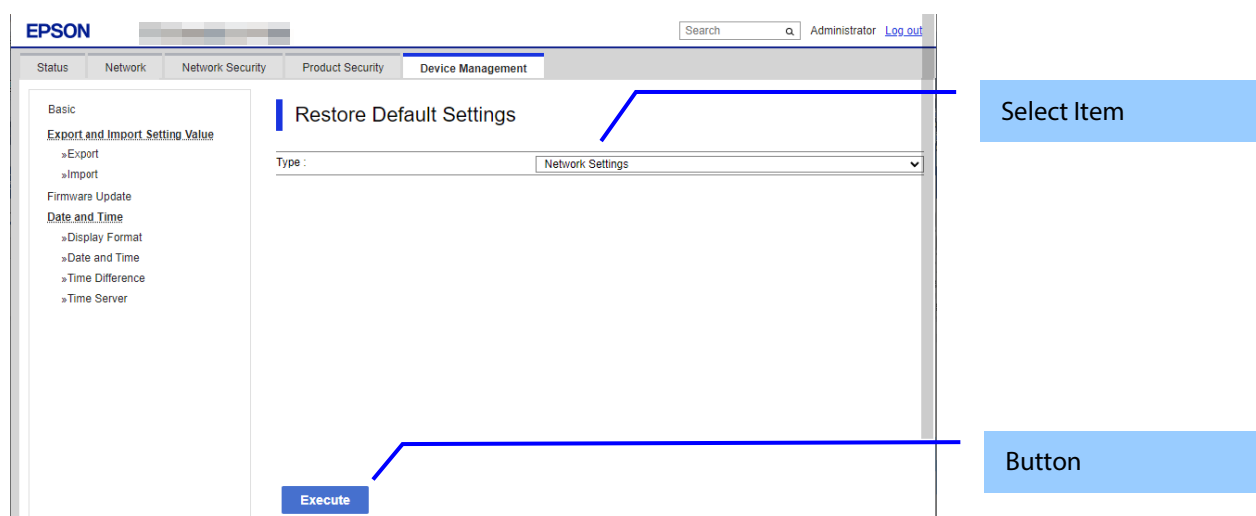 EPSON
Search Administrator Log out
Status Network Network Security Product Security Device Management
Basic
Export and Import Setting Value
»Export
»Import
Firmware Update
Date and Time
»Display Format
»Date and Time
»Time Difference
»Time Server
Restore Default Settings
Type : Network Settings
Execute
Select Item
Button